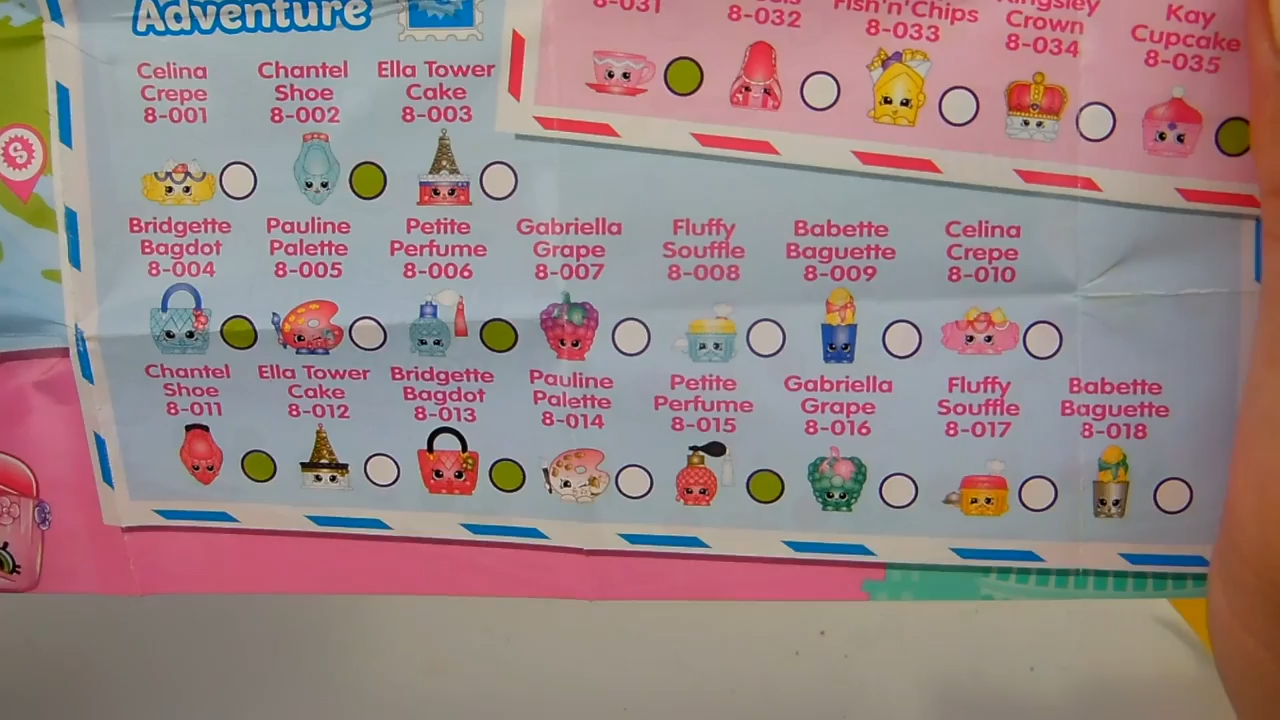 Adventure
Celina Crepe 8-001
Chantel Shoe 8-002
Ella Tower Cake 8-003
Bridgette Bagdot 8-004
Pauline Palette 8-005
Petite Perfume 8-006
Gabriella Grape 8-007
Fluffy Souffle 8-008
Babette Baguette 8-009
Celina Crepe 8-010
Chantel Shoe 8-011
Ella Tower Cake 8-012
Bridgette Bagdot 8-013
Pauline Palette 8-014
Petite Perfume 8-015
Gabriella Grape 8-016
Fluffy Souffle 8-017
Babette Baguette 8-018
8-031
8-032
Fish'n'Chips 8-033
Kingsley Crown 8-034
Kay Cupcake 8-035
S